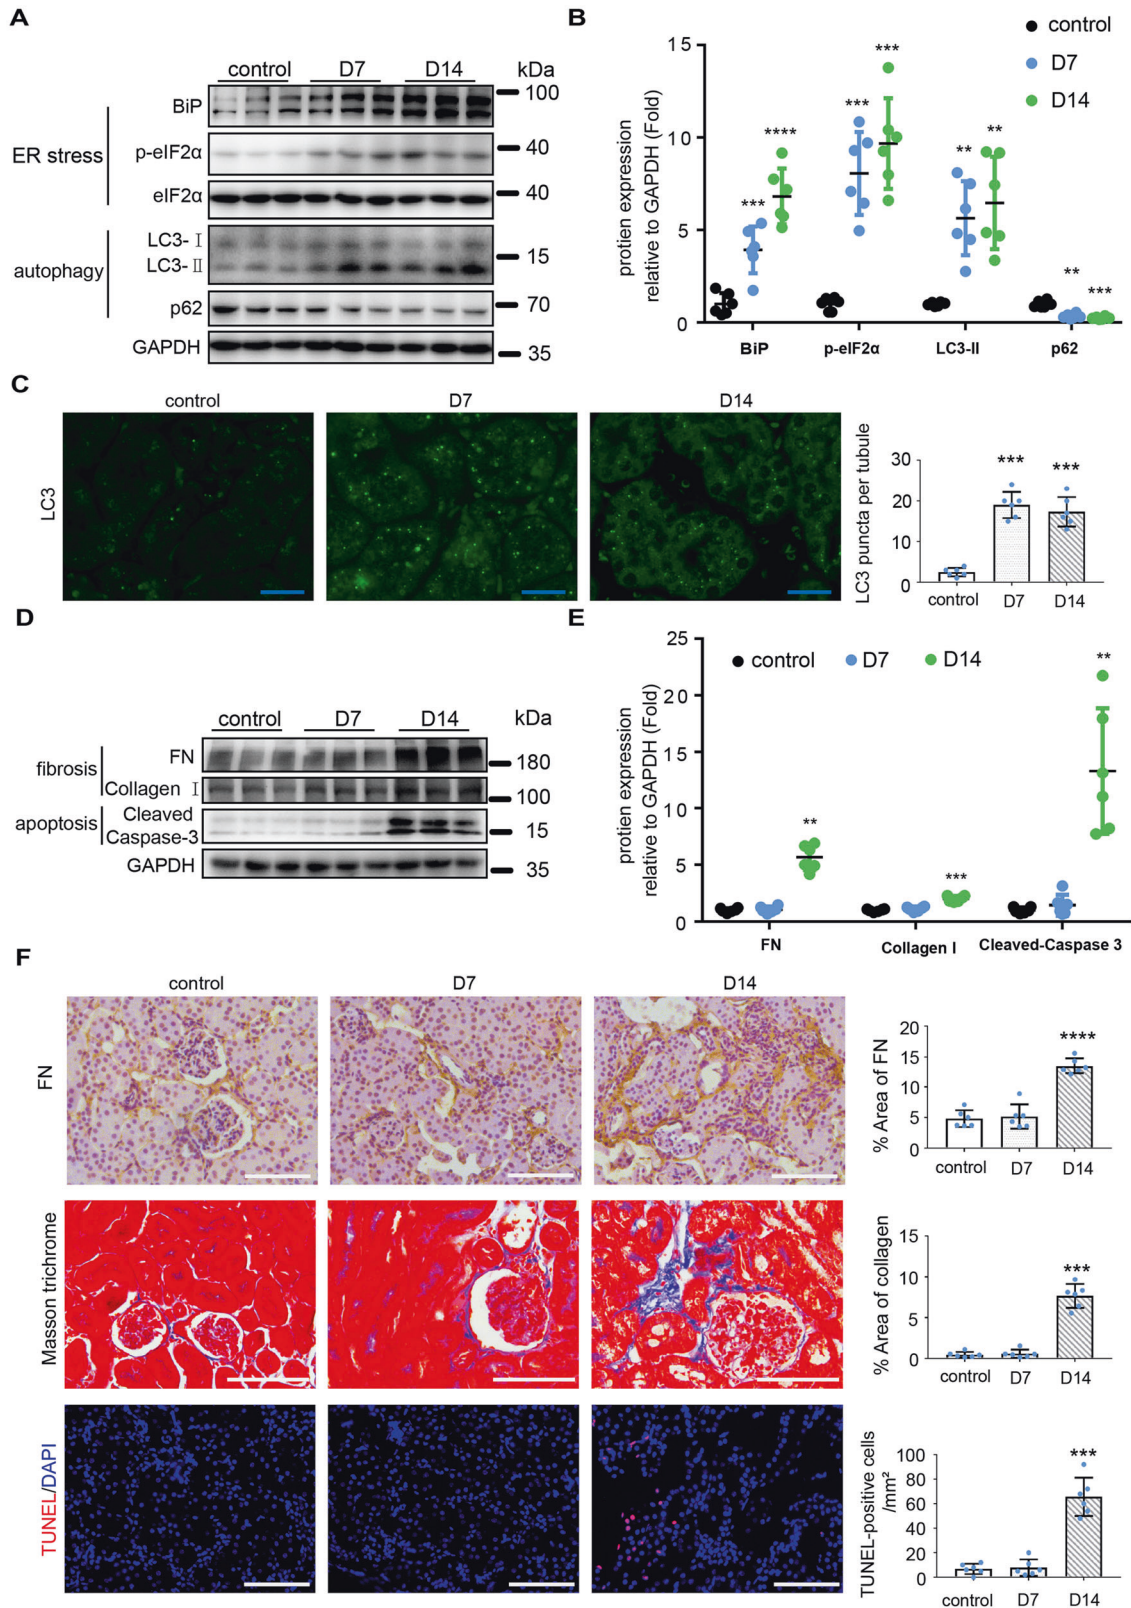 A
control D7 D14 kDa
BiP 100
ER stress
p-eIF2α 40
eIF2α 40
autophagy
LC3- Ⅰ
LC3- Ⅱ 15
p62 70
GAPDH 35
B
control
D7
D14
protien expression
relative to GAPDH (Fold)
15
10
5
0
***
****
***
***
**
**
**
***
BiP p-eIF2α LC3-II p62
C
control D7 D14
LC3
LC3 puncta per tubule
30
20
10
0
*** ***
control D7 D14
D
control D7 D14 kDa
fibrosis
FN 180
Collagen Ⅰ 100
apoptosis
Cleaved
Caspase-3 15
GAPDH 35
E
control D7 D14
protien expression
relative to GAPDH (Fold)
25
20
15
10
5
0
**
***
**
FN Collagen I Cleaved-Caspase 3
F
control D7 D14
FN
% Area of FN
20
15
10
5
0
****
control D7 D14
Masson trichrome
% Area of collagen
15
10
5
0
***
control D7 D14
TUNEL/DAPI
TUNEL-positive cells
/mm²
100
80
60
40
20
0
***
control D7 D14